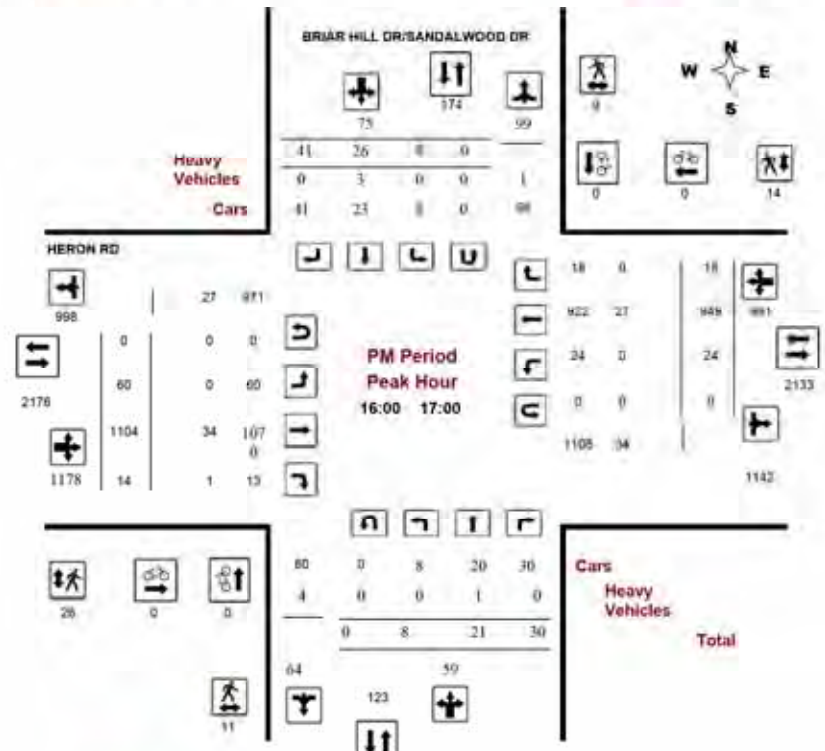 BRIAR HILL DR/SANDALWOOD DR
N
W E
S
174
75 99
41 26 8 0
Heavy
Vehicles
0 3 0 0 1
Cars
41 23 8 0 98
0 0 14
HERON RD
18 0 18
27 971
998
922 27 949 991
0 0 0
PM Period
24 0 24
Peak Hour
2176
60 0 60
16:00 17:00
0 0 0
2133
1104 34 107
0
1108 34
1178 14 1 13
1142
0 8 20 30
Cars
4 0 0 1 0
Heavy
Vehicles
0 0
0 8 21 30
Total
64 59
123
11